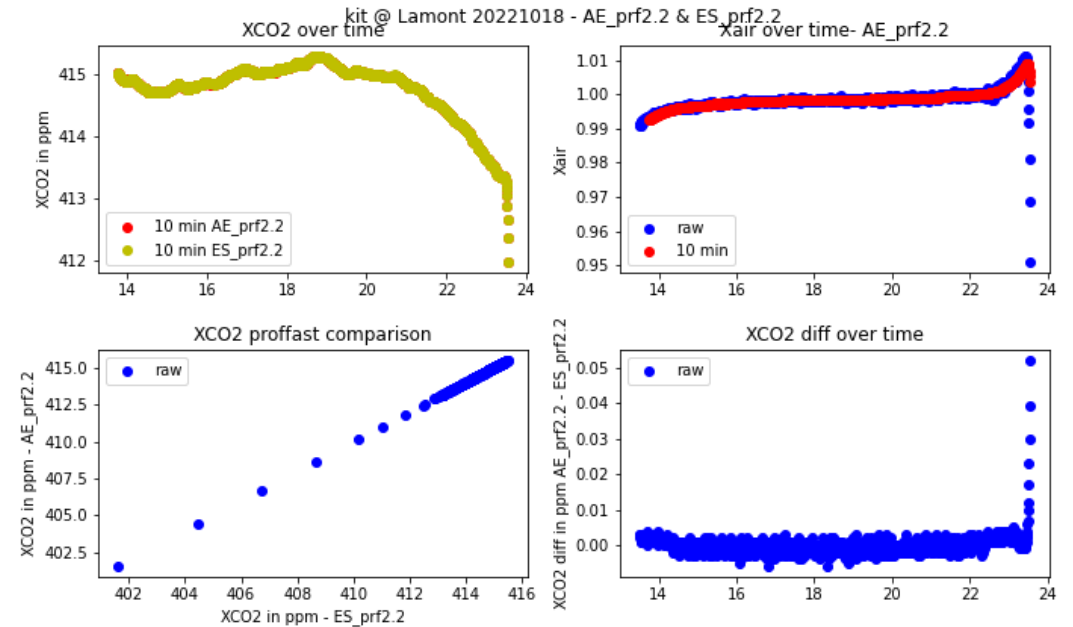 kit @ Lamont 20221018 - AE_prf2.2 & ES_prf2.2
XCO2 over time
XCO2 in ppm
415
414
413
412
10 min AE_prf2.2
10 min ES_prf2.2
14 16 18 20 22 24
Xair over time- AE_prf2.2
Xair
1.01
1.00
0.99
0.98
0.97
0.96
0.95
raw
10 min
14 16 18 20 22 24
XCO2 proffast comparison
XCO2 in ppm - AE_prf2.2
415.0
412.5
410.0
407.5
405.0
402.5
raw
402 404 406 408 410 412 414 416
XCO2 in ppm - ES_prf2.2
XCO2 diff over time
XCO2 diff in ppm AE_prf2.2 - ES_prf2.2
0.05
0.04
0.03
0.02
0.01
0.00
raw
14 16 18 20 22 24